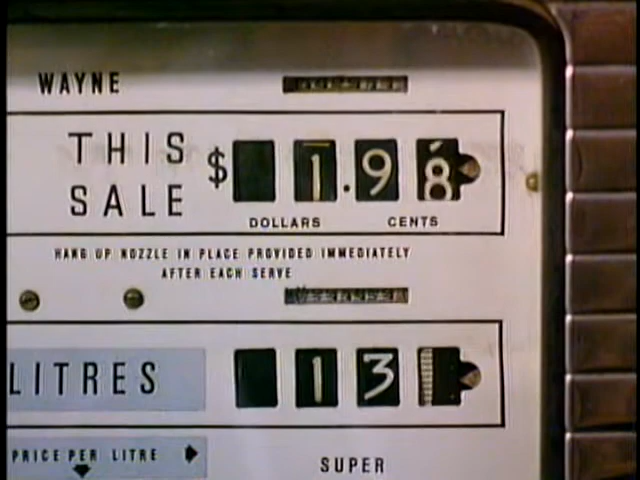 WAYNE
THIS
SALE
$ 1.98
DOLLARS CENTS
HANG UP NOZZLE IN PLACE PROVIDED IMMEDIATELY
AFTER EACH SERVE
LITRES 13
PRICE PER LITRE
SUPER